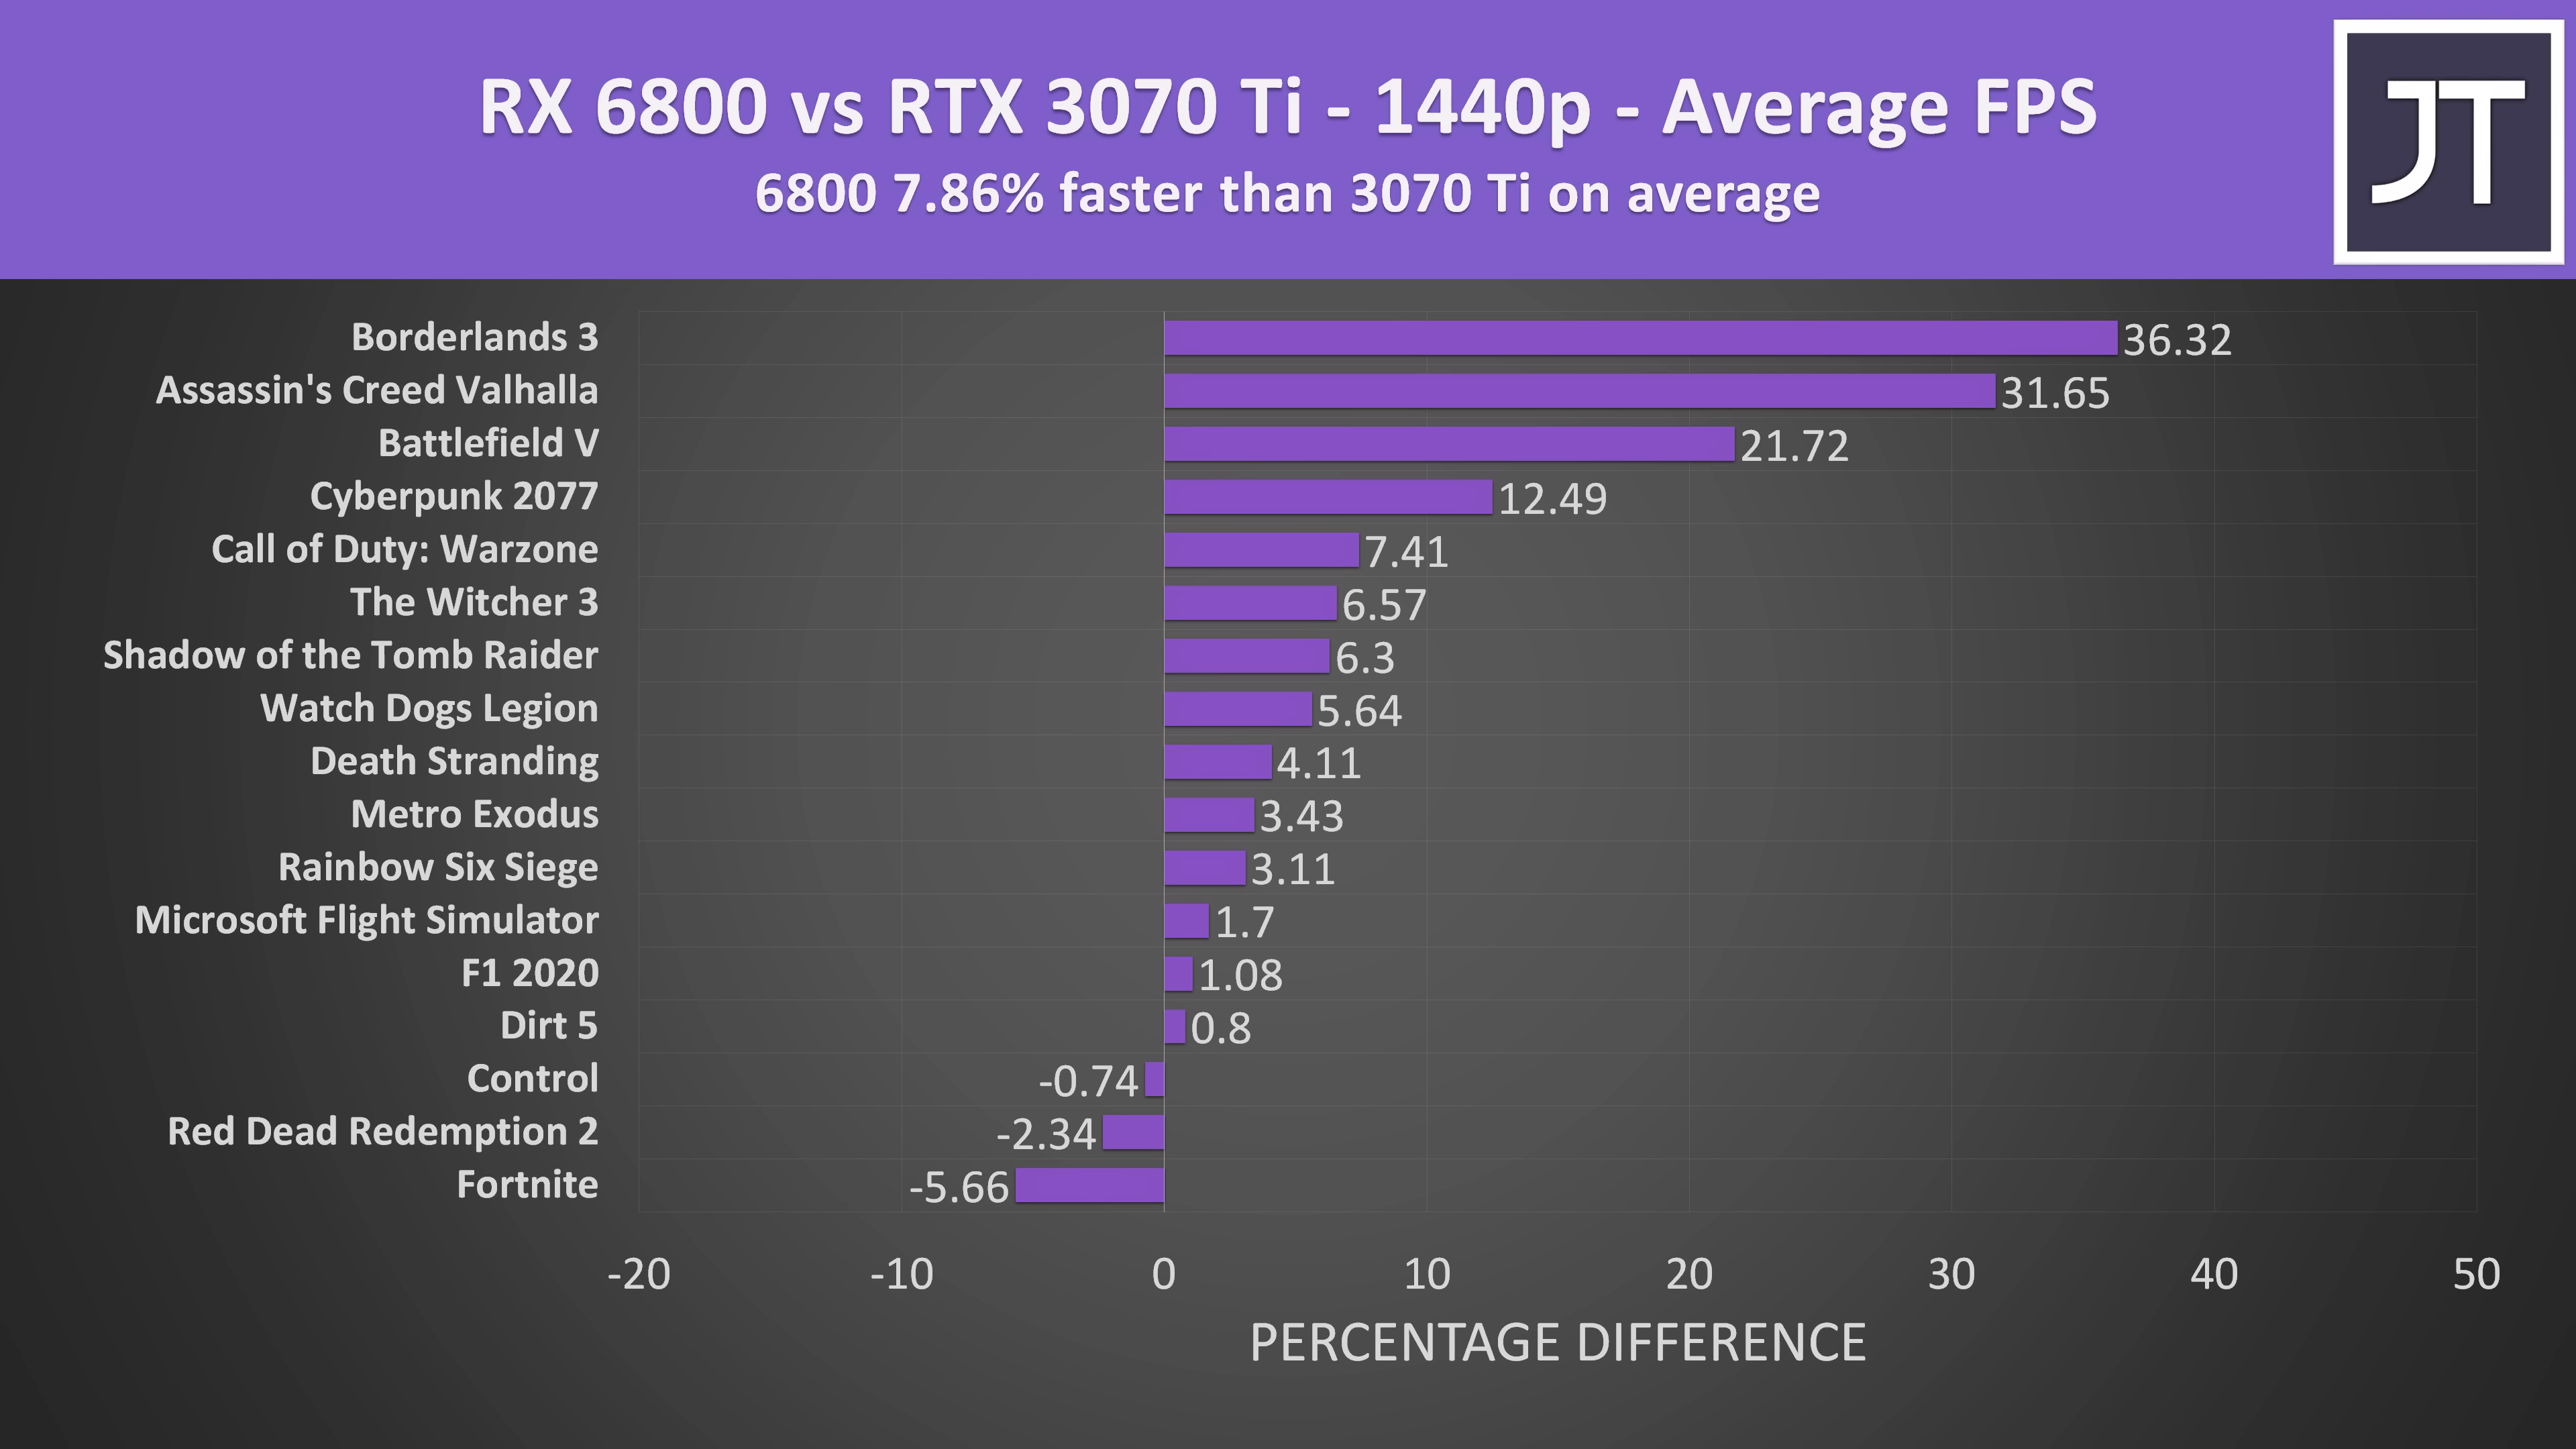 RX 6800 vs RTX 3070 Ti - 1440p - Average FPS
6800 7.86% faster than 3070 Ti on average
JT
Borderlands 3 36.32
Assassin's Creed Valhalla 31.65
Battlefield V 21.72
Cyberpunk 2077 12.49
Call of Duty: Warzone 7.41
The Witcher 3 6.57
Shadow of the Tomb Raider 6.3
Watch Dogs Legion 5.64
Death Stranding 4.11
Metro Exodus 3.43
Rainbow Six Siege 3.11
Microsoft Flight Simulator 1.7
F1 2020 1.08
Dirt 5 0.8
Control -0.74
Red Dead Redemption 2 -2.34
Fortnite -5.66
-20 -10 0 10 20 30 40 50
PERCENTAGE DIFFERENCE